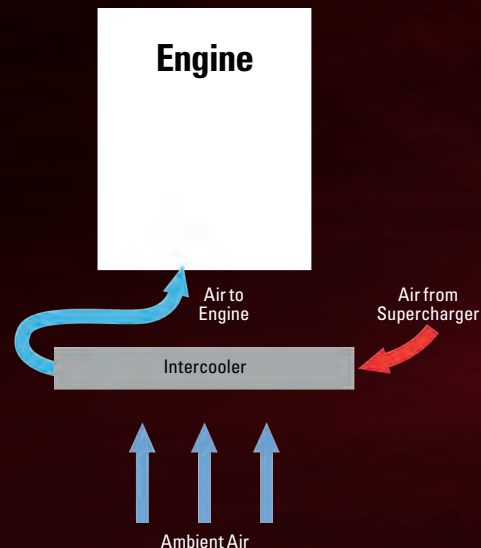 Engine
Air to
Engine
Air from
Supercharger
Intercooler
Ambient Air